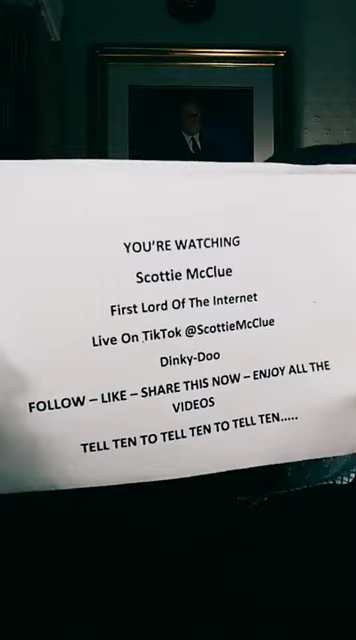 YOU'RE WATCHING
Scottie McClue
First Lord Of The Internet
Live On TikTok @ScottieMcClue
Dinky-Doo
FOLLOW – LIKE – SHARE THIS NOW – ENJOY ALL THE
VIDEOS
TELL TEN TO TELL TEN TO TELL TEN.....